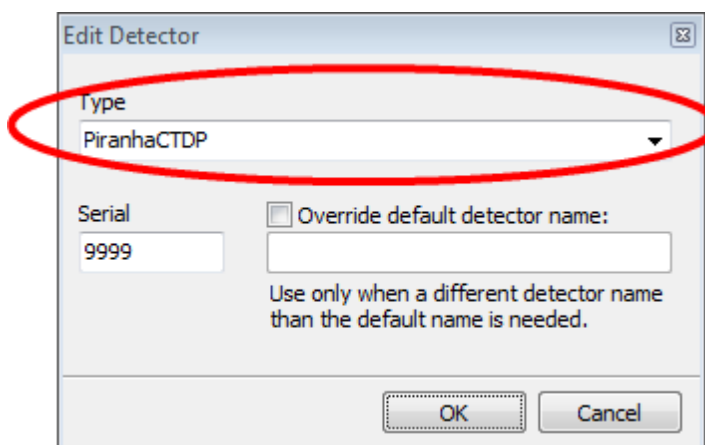 Edit Detector
Type
PiranhaCTDP
Serial
Override default detector name:
9999
Use only when a different detector name
than the default name is needed.
OK
Cancel